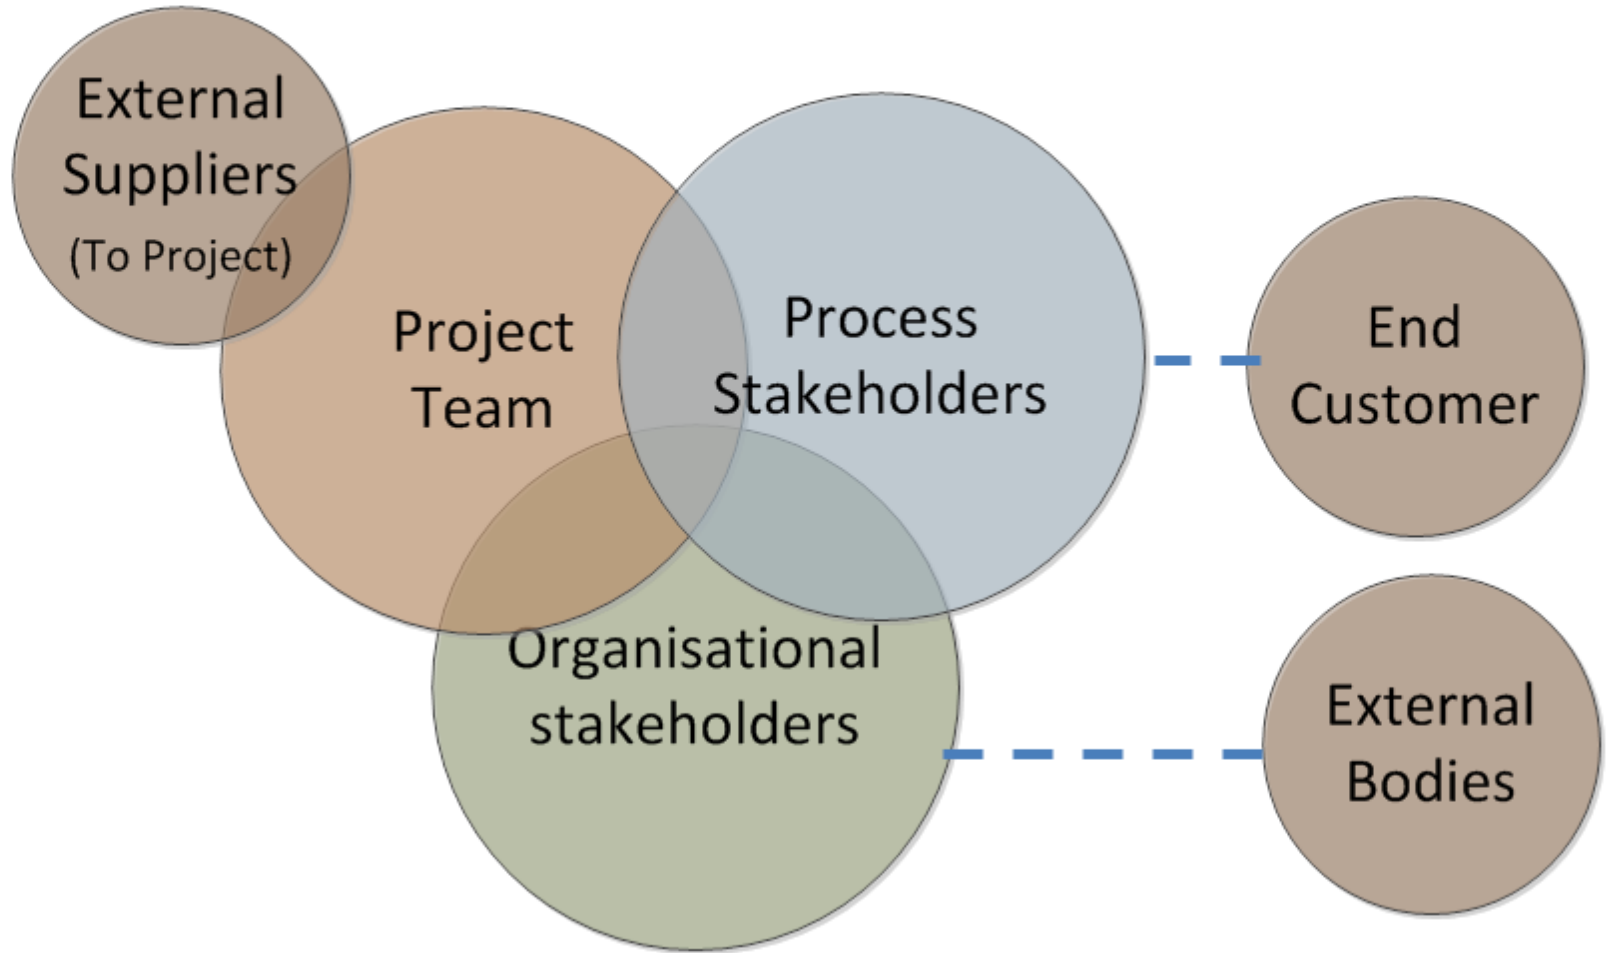 External
Suppliers
(To Project)
Project
Team
Process
Stakeholders
End
Customer
Organisational
stakeholders
External
Bodies